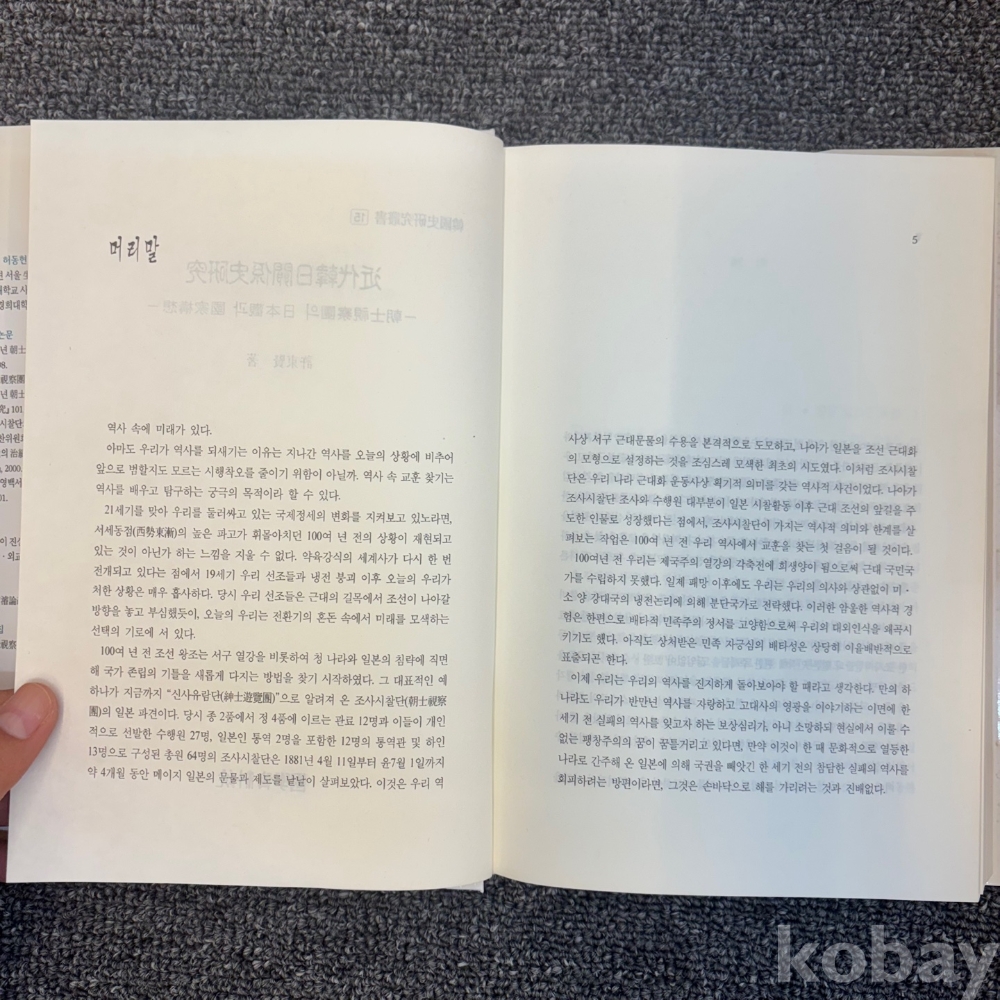 허동현
현 서울 生
학교 사
경희대학
논문
년 朝士
98.
視察團
년 朝士
究』 101
시찰단
한위원회
의 治績
, 2000.
영백서
01.
이 진신
· 외교
머리말
역사 속에 미래가 있다.
아마도 우리가 역사를 되새기는 이유는 지나간 역사를 오늘의 상황에 비추어
앞으로 범할지도 모르는 시행착오를 줄이기 위함이 아닐까. 역사 속 교훈 찾기는
역사를 배우고 탐구하는 궁극의 목적이라 할 수 있다.
21세기를 맞아 우리를 둘러싸고 있는 국제정세의 변화를 지켜보고 있노라면,
서세동점(西勢東漸)의 높은 파고가 휘몰아치던 100여 년 전의 상황이 재현되고
있는 것이 아닌가 하는 느낌을 지울 수 없다. 약육강식의 세계사가 다시 한 번
전개되고 있다는 점에서 19세기 우리 선조들과 냉전 붕괴 이후 오늘의 우리가
처한 상황은 매우 흡사하다. 당시 우리 선조들은 근대의 길목에서 조선이 나아갈
방향을 놓고 부심했듯이, 오늘의 우리는 전환기의 혼돈 속에서 미래를 모색하는
선택의 기로에 서 있다.
100여 년 전 조선 왕조는 서구 열강을 비롯하여 청 나라와 일본의 침략에 직면
해 국가 존립의 기틀을 새롭게 다지는 방법을 찾기 시작하였다. 그 대표적인 예
하나가 지금까지 “신사유람단(紳士遊覽團)”으로 알려져 온 조사시찰단(朝士視察
團)의 일본 파견이다. 당시 종 2품에서 정 4품에 이르는 관료 12명과 이들이 개인
적으로 선발한 수행원 27명, 일본인 통역 2명을 포함한 12명의 통역관 및 하인
13명으로 구성된 총원 64명의 조사시찰단은 1881년 4월 11일부터 윤7월 1일까지
약 4개월 동안 메이지 일본의 문물과 제도를 낱낱이 살펴보았다. 이것은 우리 역
5
사상 서구 근대문물의 수용을 본격적으로 도모하고, 나아가 일본을 조선 근대화
의 모형으로 설정하는 것을 조심스레 모색한 최초의 시도였다. 이처럼 조사시찰
단은 우리 나라 근대화 운동사상 획기적 의미를 갖는 역사적 사건이었다. 나아가
조사시찰단 조사와 수행원 대부분이 일본 시찰활동 이후 근대 조선의 앞길을 주
도한 인물로 성장했다는 점에서, 조사시찰단이 가지는 역사적 의미와 한계를 살
펴보는 작업은 100여 년 전 우리 역사에서 교훈을 찾는 첫 걸음이 될 것이다.
100여년 전 우리는 제국주의 열강의 각축전에 희생양이 됨으로써 근대 국민국
가를 수립하지 못했다. 일제 패망 이후에도 우리는 우리의 의사와 상관없이 미·
소 양 강대국의 냉전논리에 의해 분단국가로 전락했다. 이러한 암울한 역사적 경
험은 한편으로 배타적 민족주의 정서를 고양함으로써 우리의 대외인식을 왜곡시
키기도 했다. 아직도 상처받은 민족 자긍심의 배타성은 상당히 이율배반적으로
표출되곤 한다.
이제 우리는 우리의 역사를 진지하게 돌아보아야 할 때라고 생각한다. 만의 하
나라도 우리가 반만년 역사를 자랑하고 고대사의 영광을 이야기하는 이면에 한
세기 전 실패의 역사를 잊고자 하는 보상심리가, 아니 소망하되 현실에서 이룰 수
없는 팽창주의의 꿈이 꿈틀거리고 있다면, 만약 이것이 한 때 문화적으로 열등한
나라로 간주해 온 일본에 의해 국권을 빼앗긴 한 세기 전의 참담한 실패의 역사를
회피하려는 방편이라면, 그것은 손바닥으로 해를 가리려는 것과 진배없다.
kobay